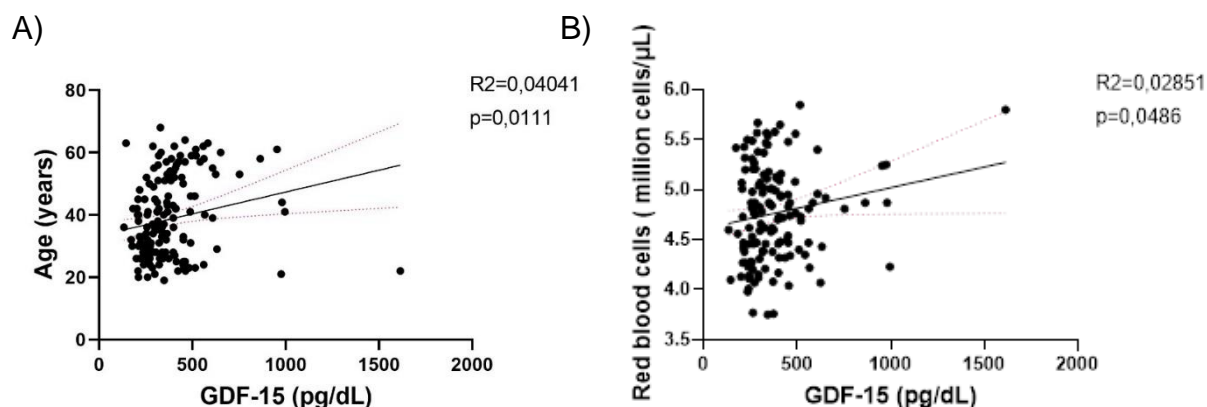 A)
R2=0,04041
p=0,0111
Age (years)
80
60
40
20
0
0 500 1000 1500 2000
GDF-15 (pg/dL)
B)
R2=0,02851
p=0,0486
Red blood cells ( million cells/µL)
6.0
5.5
5.0
4.5
4.0
3.5
0 500 1000 1500 2000
GDF-15 (pg/dL)